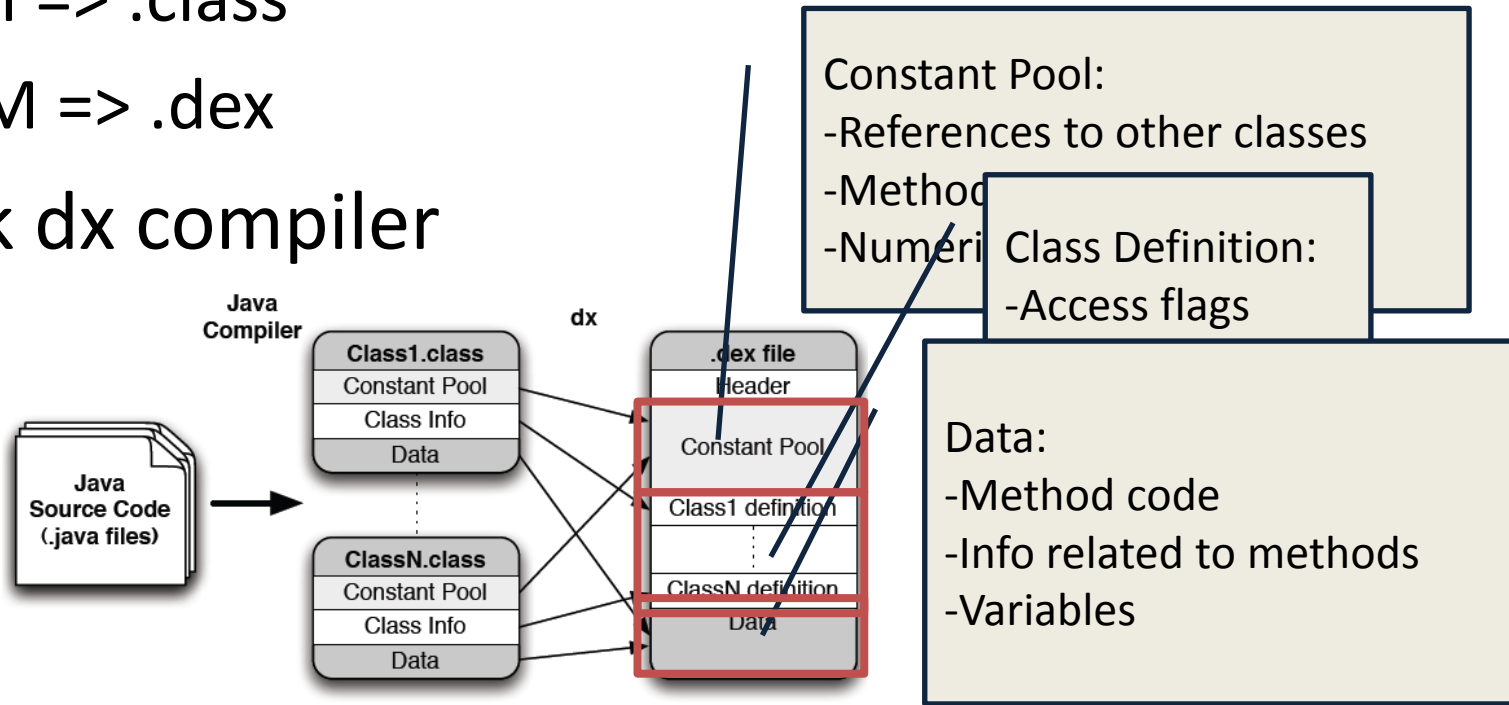 => .class
M => .dex
k dx compiler
Constant Pool:
-References to other classes
-Method
-Numeri
Class Definition:
-Access flags
Data:
-Method code
-Info related to methods
-Variables
Java
Compiler
dx
Java
Source Code
(.java files)
Class1.class
Constant Pool
Class Info
Data
ClassN.class
Constant Pool
Class Info
Data
.dex file
Header
Constant Pool
Class1 definition
ClassN definition
Data